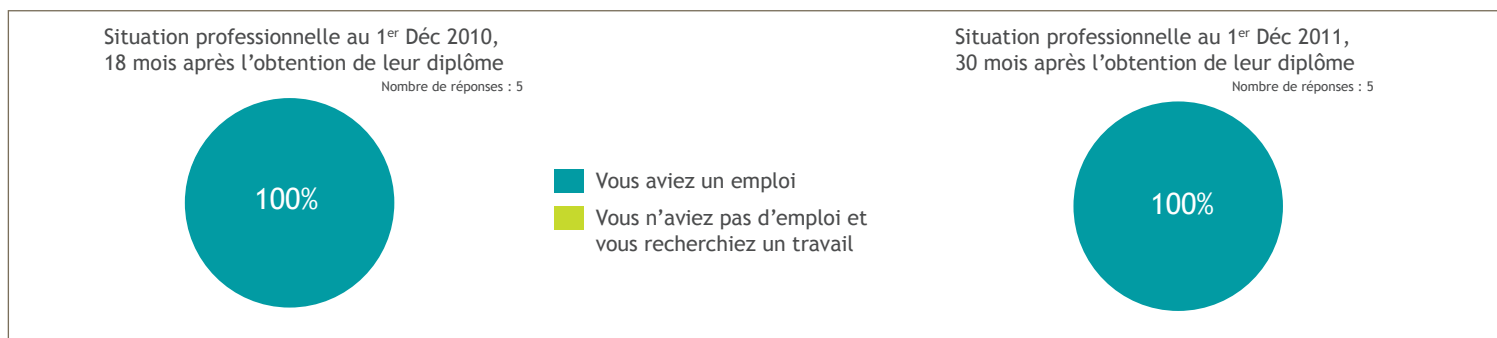 Situation professionnelle au 1er Déc 2010,
18 mois après l’obtention de leur diplôme
Nombre de réponses : 5
100%
Vous aviez un emploi
Vous n’aviez pas d’emploi et
vous recherchiez un travail
Situation professionnelle au 1er Déc 2011,
30 mois après l’obtention de leur diplôme
Nombre de réponses : 5
100%